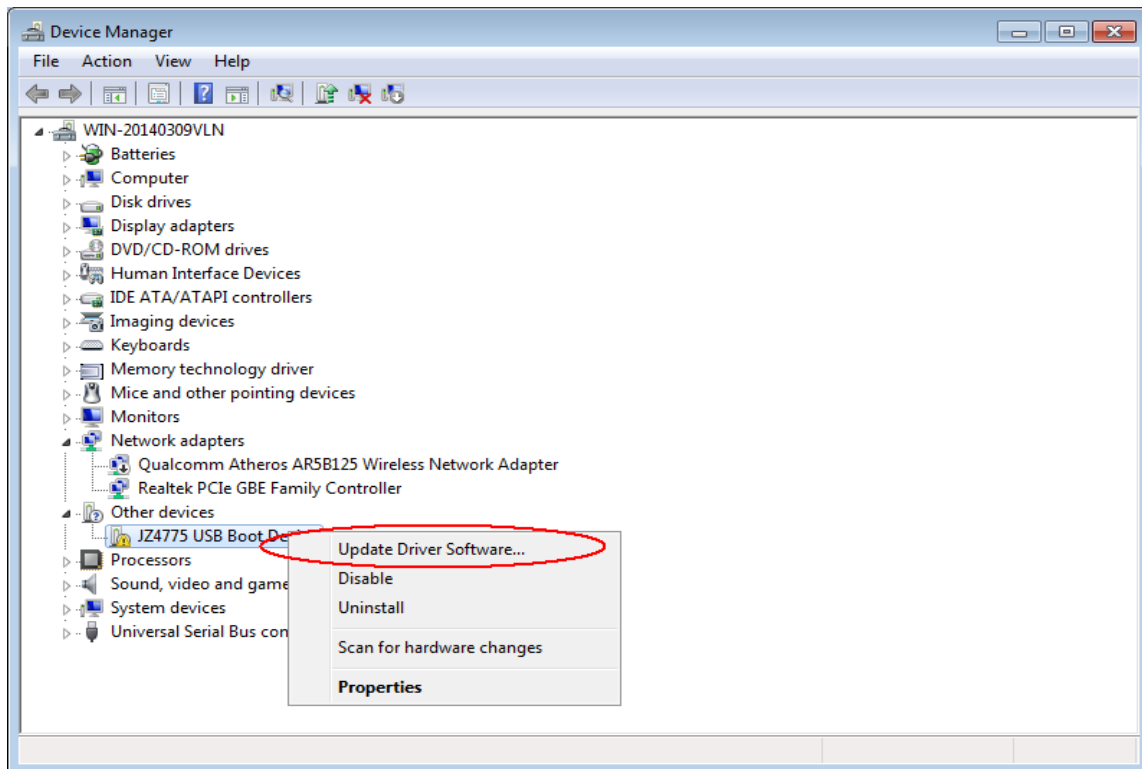 Device Manager
File Action View Help
WIN-20140309VLN
Batteries
Computer
Disk drives
Display adapters
DVD/CD-ROM drives
Human Interface Devices
IDE ATA/ATAPI controllers
Imaging devices
Keyboards
Memory technology driver
Mice and other pointing devices
Monitors
Network adapters
Qualcomm Atheros AR5B125 Wireless Network Adapter
Realtek PCIe GBE Family Controller
Other devices
JZ4775 USB Boot De
Processors
Sound, video and game
System devices
Universal Serial Bus con
Update Driver Software...
Disable
Uninstall
Scan for hardware changes
Properties